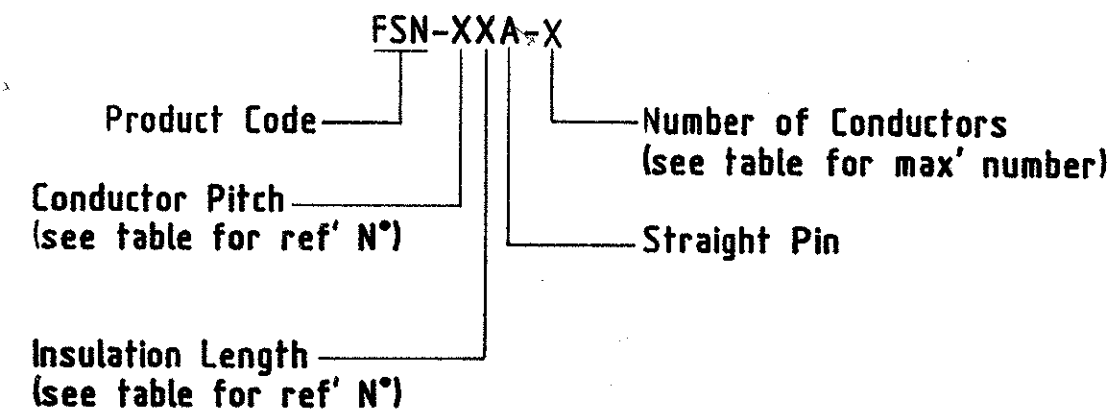 FSN-XXA-X
Product Code
Number of Conductors
(see table for max' number)
Conductor Pitch
(see table for ref' N°)
Straight Pin
Insulation Length
(see table for ref' N°)